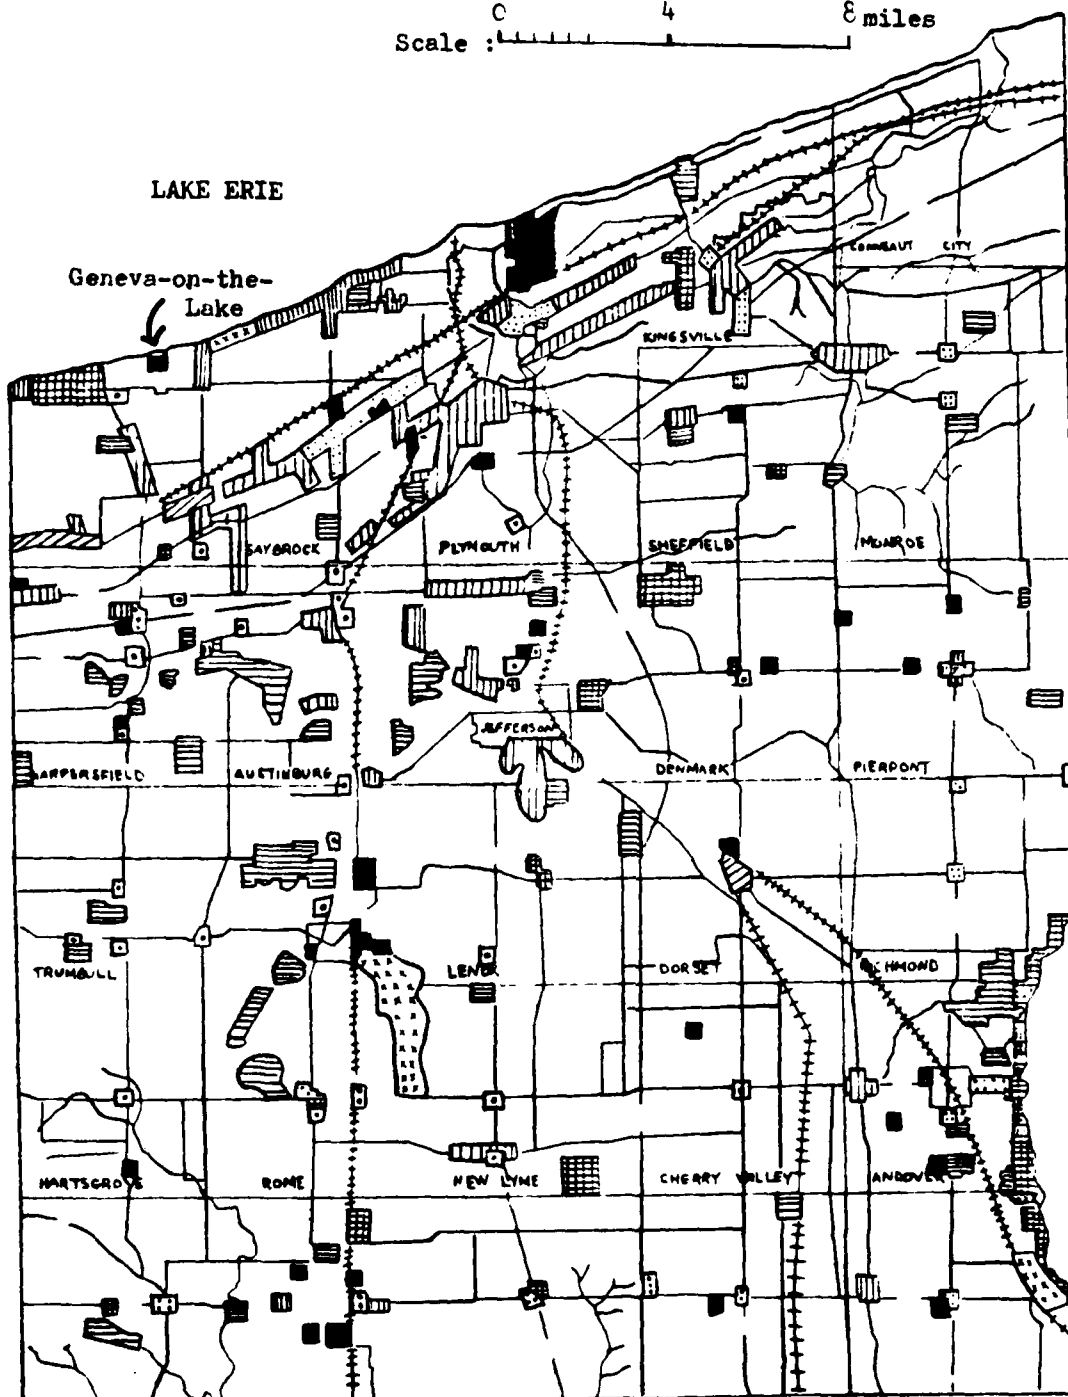 0 4 8 miles
Scale :
LAKE ERIE
Geneva-on-the-
Lake
CONNEAUT CITY
KINGSVILLE
SAYBROCK PLYMOUTH SHEFFIELD MONROE
JEFFERSON
HARPERSFIELD AUSTINBURG DENMARK PIERPONT
TRUMBULL LENOX DORSET RICHMOND
HARTSGROVE ROME NEW LYME CHERRY VALLEY ANDOVER